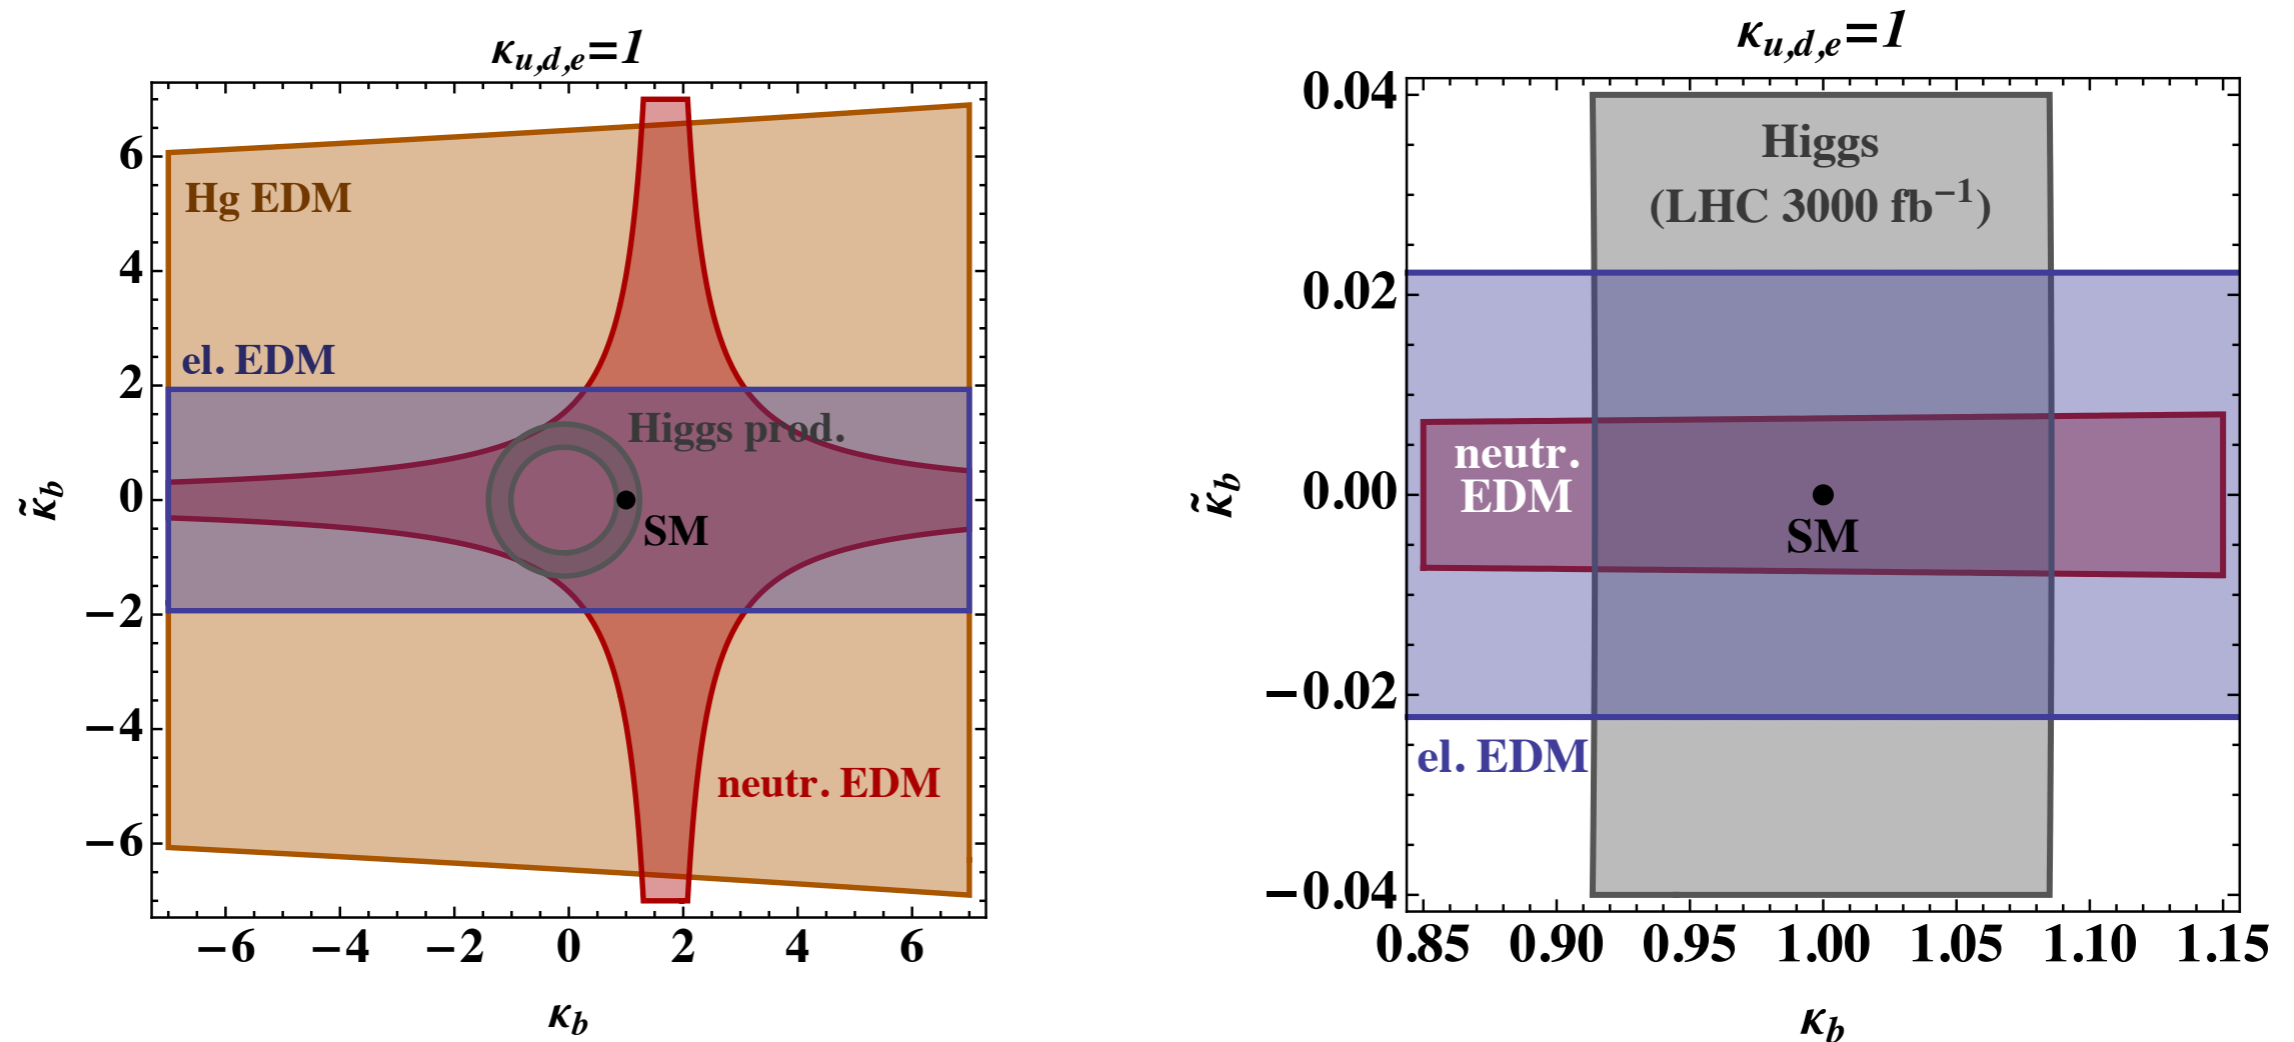 κu,d,e=1
6
Hg EDM
4
el. EDM
2
Higgs prod.
0
SM
−2
−4
neutr. EDM
−6
−6 −4 −2 0 2 4 6
κb
κ̃b
κu,d,e=1
0.04
Higgs
(LHC 3000 fb−1)
0.02
neutr.
EDM
0.00
SM
−0.02
el. EDM
−0.04
0.85 0.90 0.95 1.00 1.05 1.10 1.15
κb
κ̃b